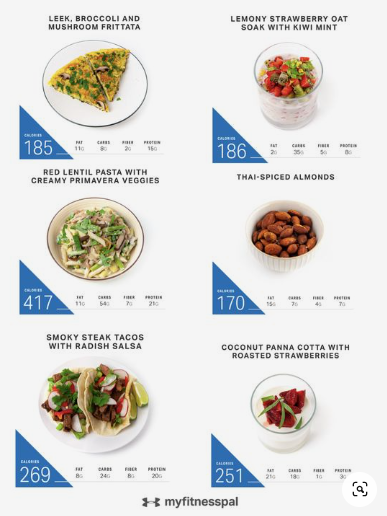 LEEK, BROCCOLI AND
MUSHROOM FRITTATA
CALORIES
185
FAT CARBS FIBER PROTEIN
11G 8G 2G 15G
LEMONY STRAWBERRY OAT
SOAK WITH KIWI MINT
CALORIES
186
FAT CARBS FIBER PROTEIN
2G 35G 5G 8G
RED LENTIL PASTA WITH
CREAMY PRIMAVERA VEGGIES
CALORIES
417
FAT CARBS FIBER PROTEIN
11G 54G 7G 21G
THAI-SPICED ALMONDS
CALORIES
170
FAT CARBS FIBER PROTEIN
15G 7G 4G 7G
SMOKY STEAK TACOS
WITH RADISH SALSA
CALORIES
269
FAT CARBS FIBER PROTEIN
8G 24G 8G 20G
COCONUT PANNA COTTA WITH
ROASTED STRAWBERRIES
CALORIES
251
FAT CARBS FIBER PROTEIN
21G 18G 1G 3G
myfitnesspal